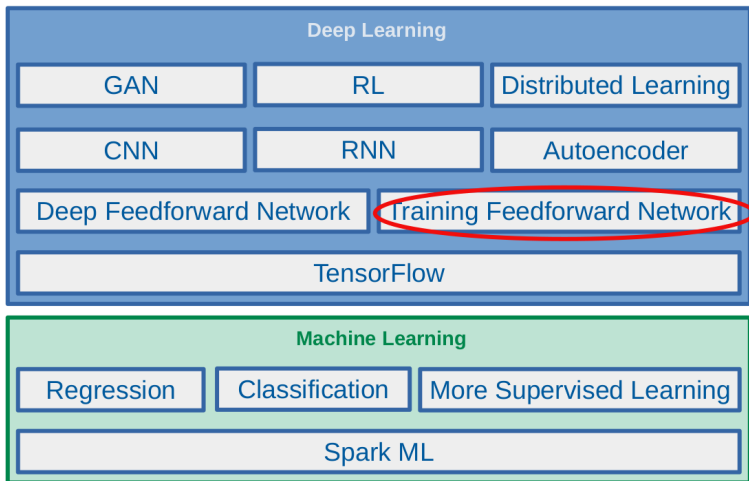 Deep Learning
GAN
RL
Distributed Learning
CNN
RNN
Autoencoder
Deep Feedforward Network
Training Feedforward Network
TensorFlow
Machine Learning
Regression
Classification
More Supervised Learning
Spark ML